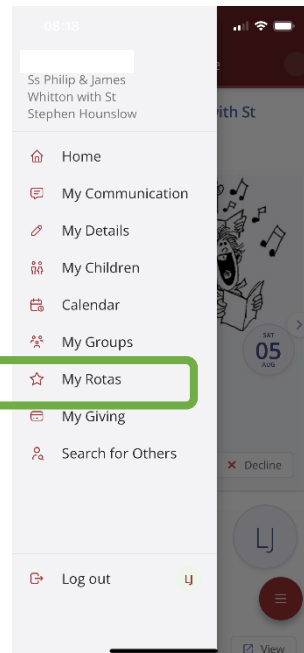 08:18
Ss Philip & James
Whitton with St
Stephen Hounslow
Home
My Communication
My Details
My Children
Calendar
My Groups
My Rotas
My Giving
Search for Others
Log out
LJ
ith St
SAT
05
AUG
Decline
LJ
View